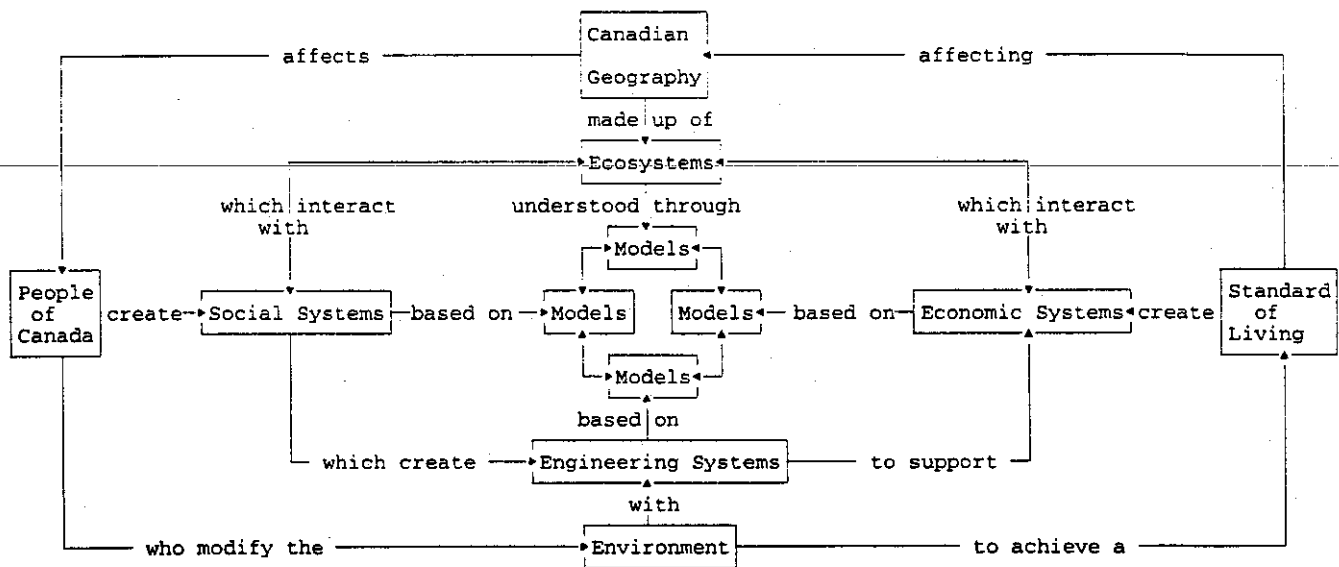 Canadian
affects
affecting
Geography
made up of
Ecosystems
which interact
with
understood through
which interact
with
Models
People
of
Canada
create
Social Systems
based on
Models
Models
based on
Economic Systems
create
Standard
of
Living
Models
based on
which create
Engineering Systems
to support
with
who modify the
Environment
to achieve a